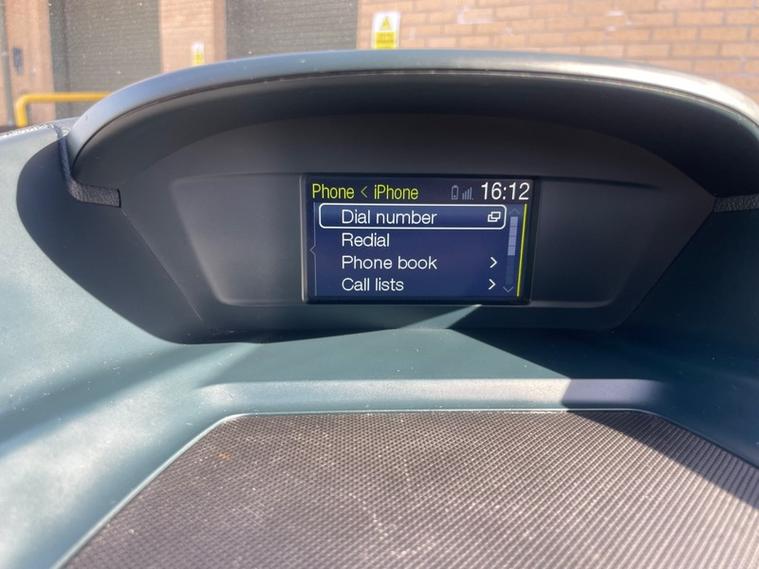 Phone < iPhone 16:12
Dial number
Redial
Phone book >
Call lists >